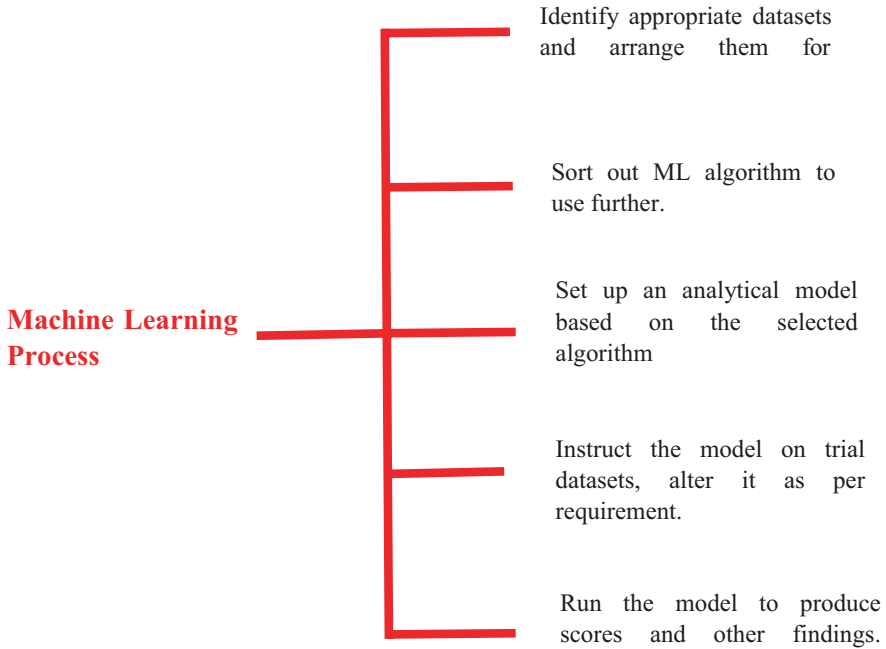 Identify appropriate datasets
and arrange them for
Sort out ML algorithm to
use further.
Set up an analytical model
based on the selected
algorithm
Machine Learning
Process
Instruct the model on trial
datasets, alter it as per
requirement.
Run the model to produce
scores and other findings.